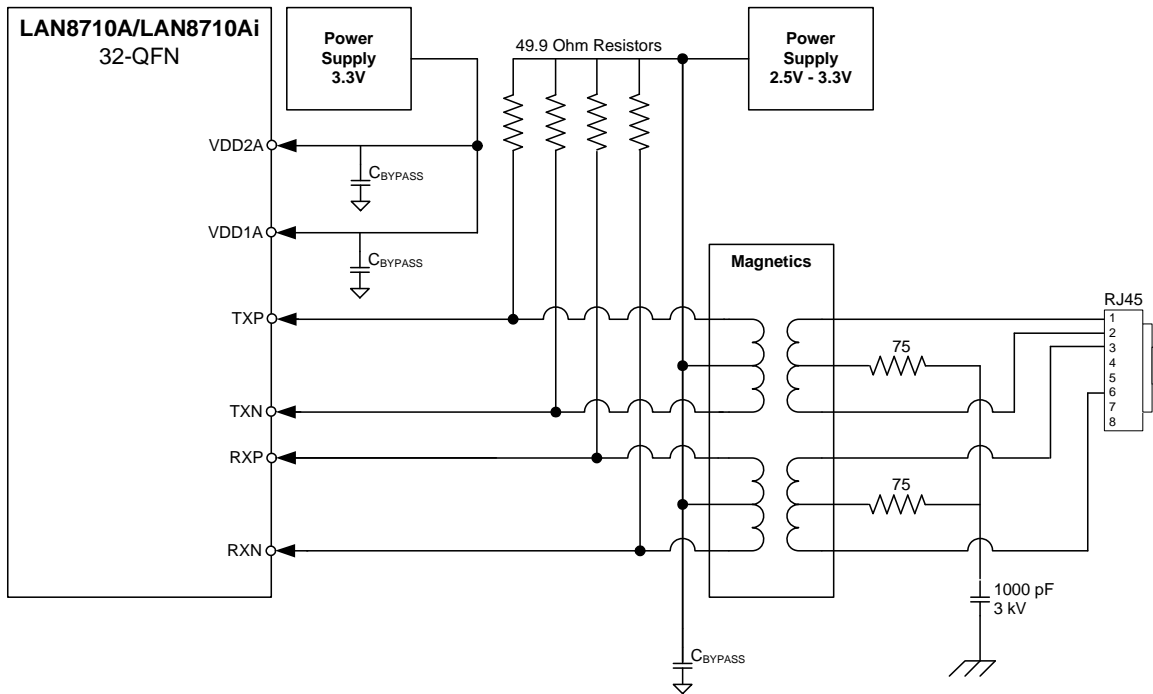 LAN8710A/LAN8710Ai
32-QFN
Power
Supply
3.3V
49.9 Ohm Resistors
Power
Supply
2.5V - 3.3V
VDD2A
CBYPASS
VDD1A
CBYPASS
Magnetics
TXP
RJ45
1
2
3
4
5
6
7
8
75
TXN
RXP
75
RXN
1000 pF
3 kV
CBYPASS